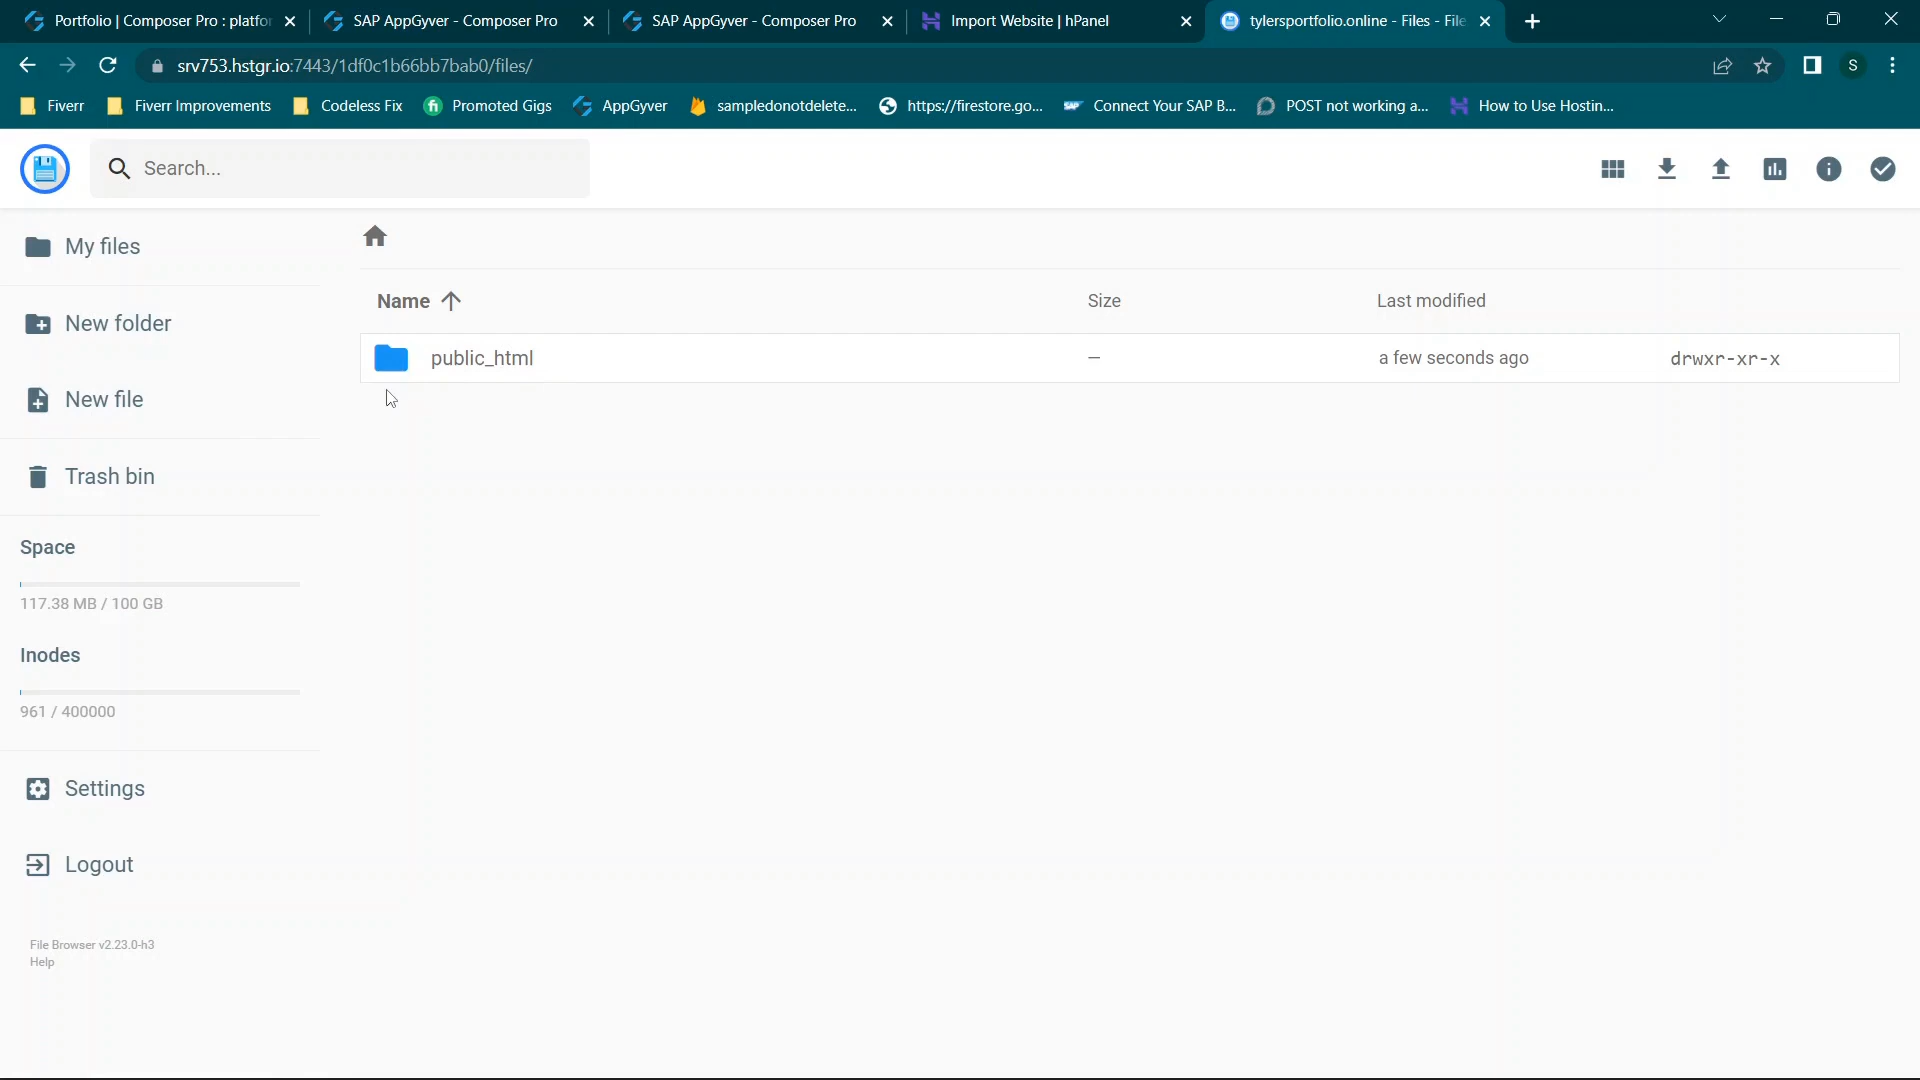 Portfolio | Composer Pro : platfor
SAP AppGyver - Composer Pro
SAP AppGyver - Composer Pro
Import Website | hPanel
tylersportfolio.online - Files - File
srv753.hstgr.io:7443/1df0c1b66bb7bab0/files/
S
Fiverr
Fiverr Improvements
Codeless Fix
Promoted Gigs
AppGyver
sampledonotdelete...
https://firestore.go...
Connect Your SAP B...
POST not working a...
How to Use Hostin...
Search...
My files
New folder
New file
Trash bin
Space
117.38 MB / 100 GB
Inodes
961 / 400000
Settings
Logout
File Browser v2.23.0-h3
Help
Name
Size
Last modified
public_html
—
a few seconds ago
drwxr-xr-x